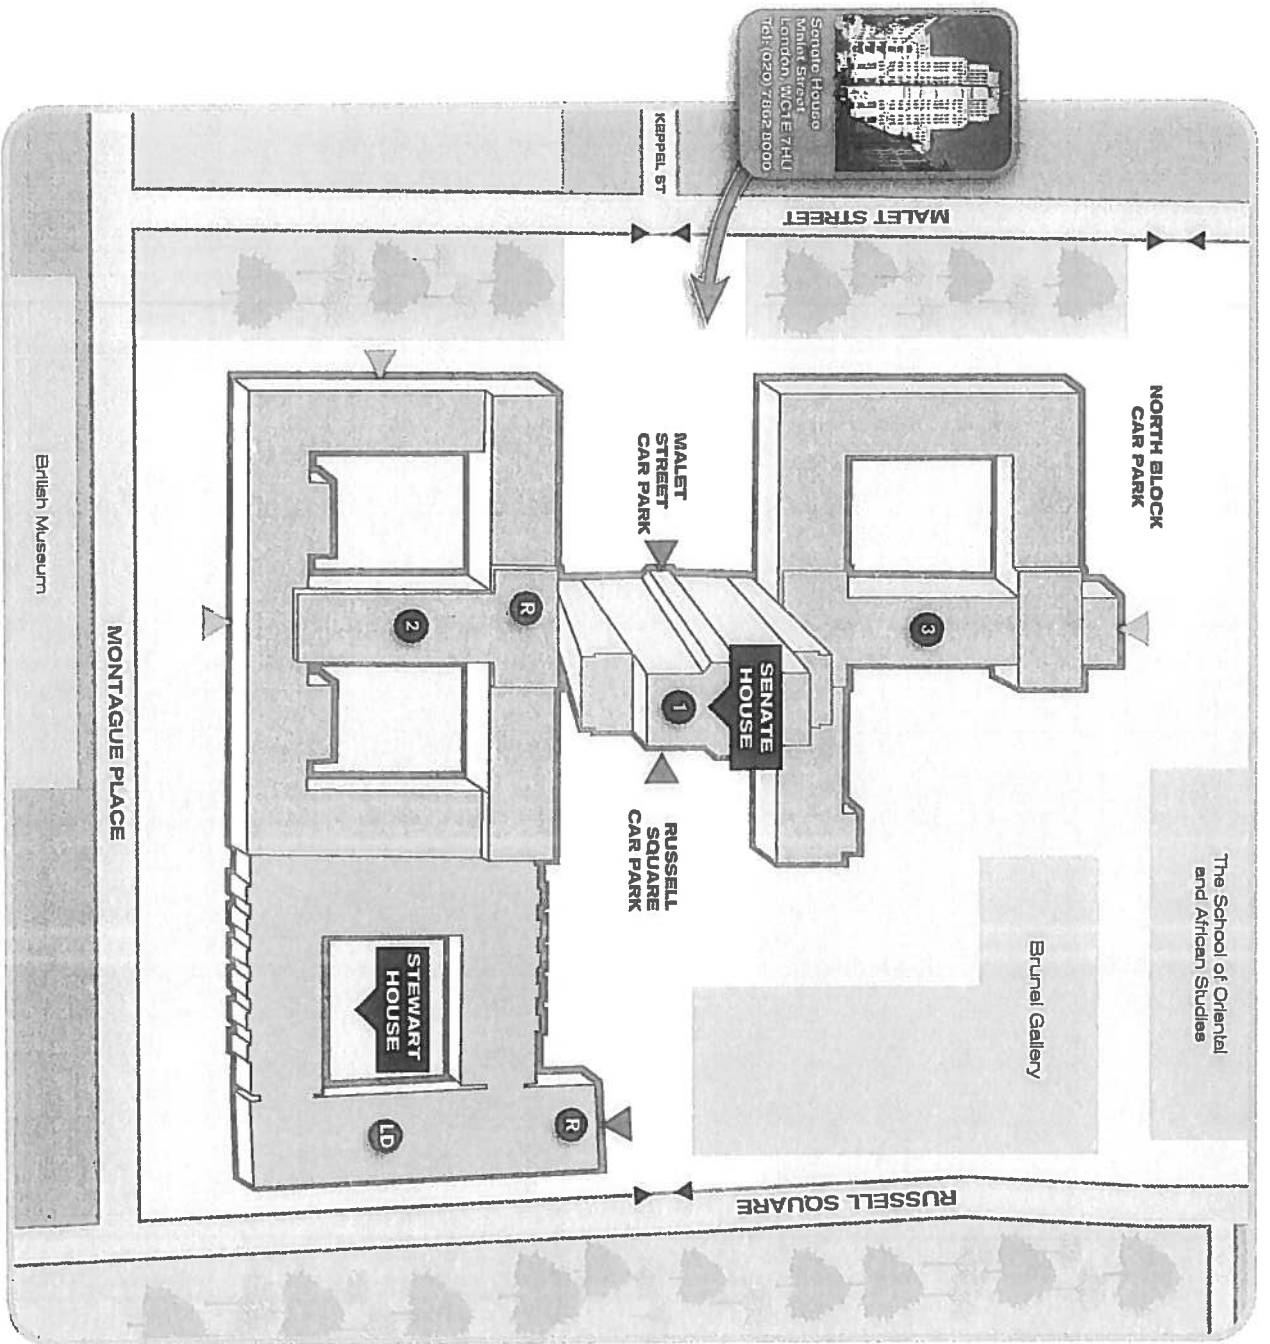 Senate House
Malet Street
London, WC1E 7HU
Tel: (020) 7862 8000
KEPPEL ST
MALET STREET
NORTH BLOCK
CAR PARK
MALET
STREET
CAR PARK
3
R
2
SENATE
HOUSE
1
RUSSELL
SQUARE
CAR PARK
The School of Oriental
and African Studies
Brunei Gallery
STEWART
HOUSE
R
LD
British Museum
MONTAGUE PLACE
RUSSELL SQUARE